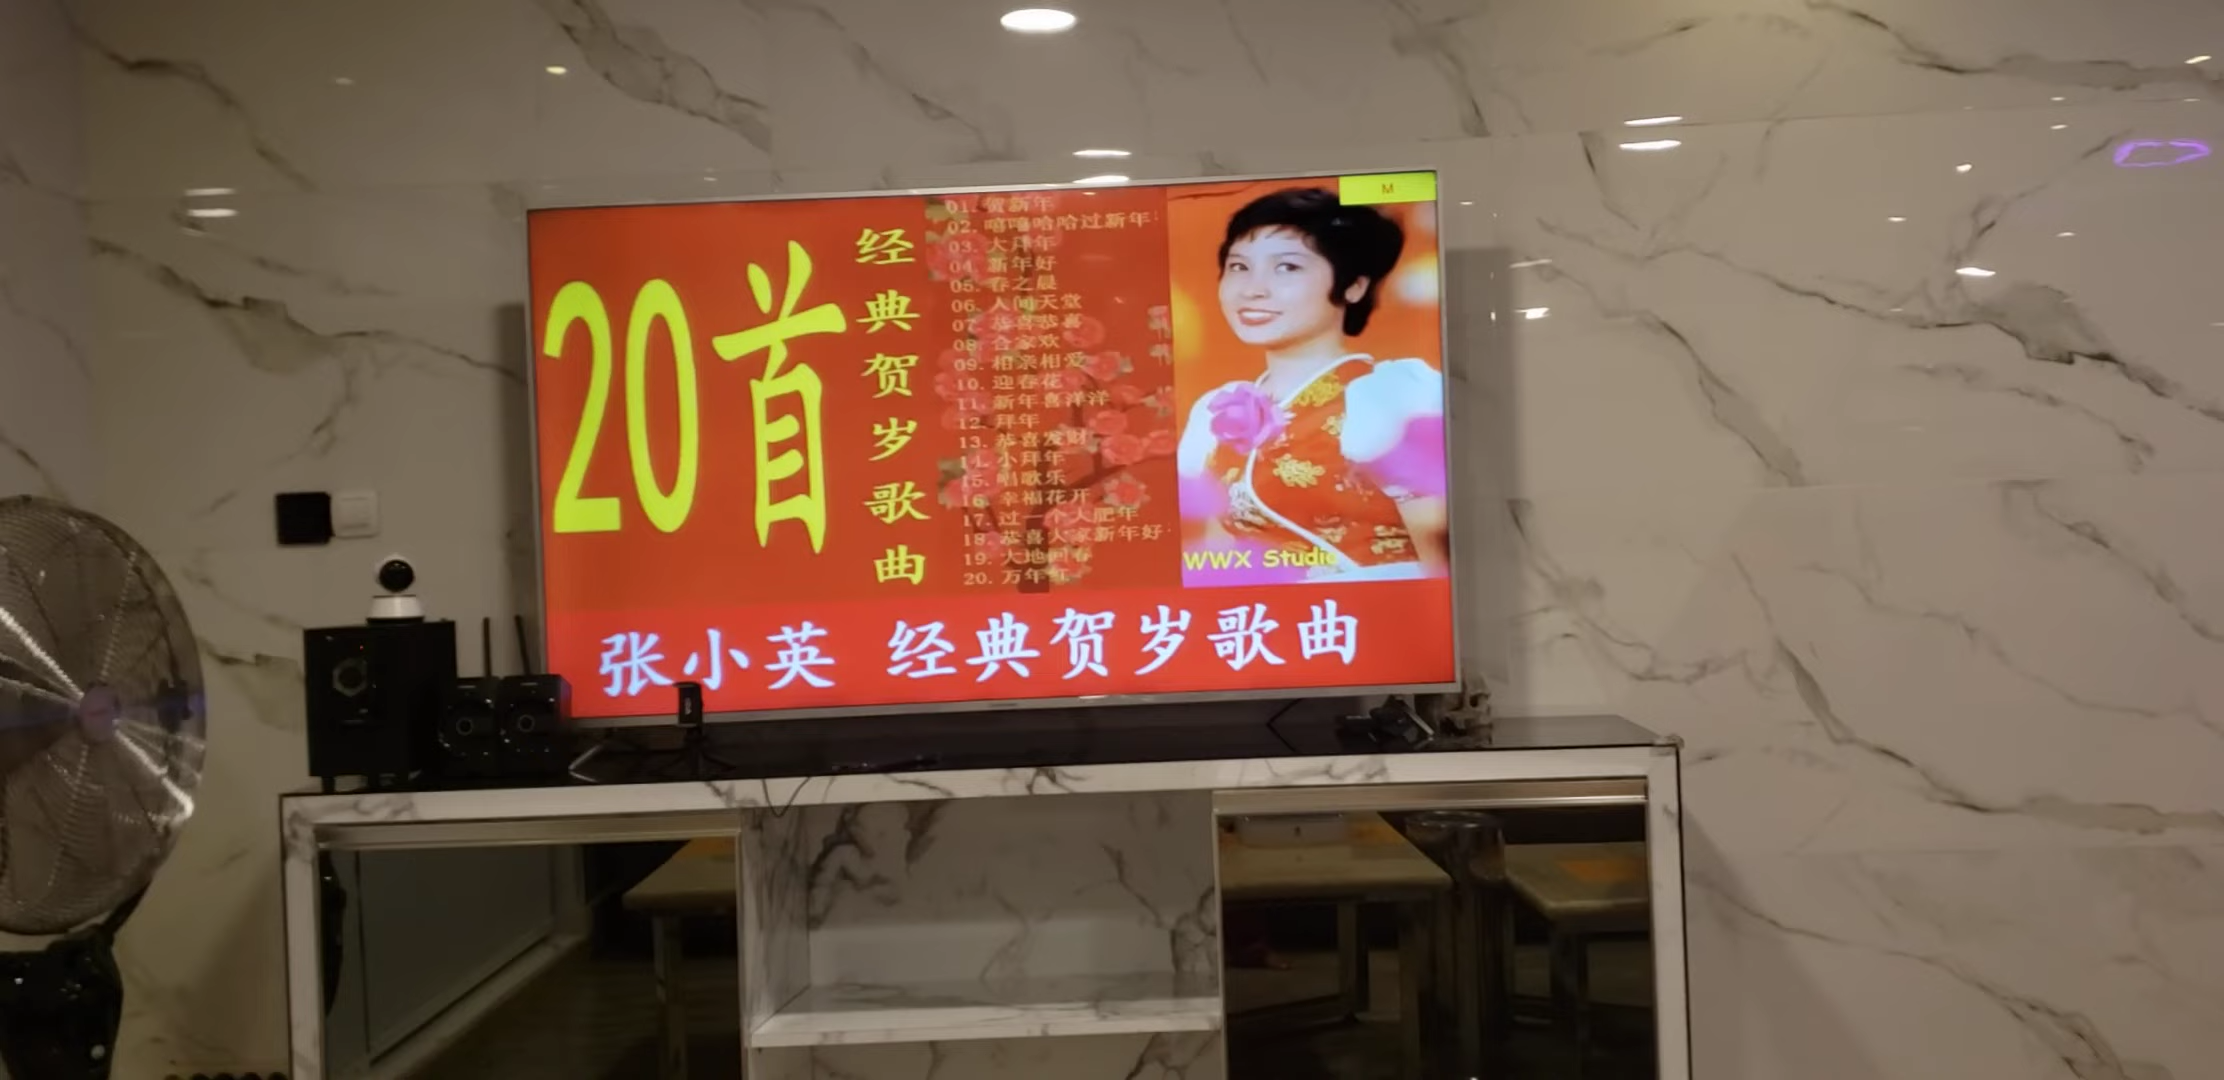 20首
经典贺岁歌曲
01. 贺新年
02. 嘻嘻哈哈过新年
03. 大拜年
04. 新年好
05. 春之晨
06. 人间天堂
07. 恭喜恭喜
08. 合家欢
09. 相亲相爱
10. 迎春花
11. 新年喜洋洋
12. 拜年
13. 恭喜发财
14. 小拜年
15. 唱歌乐
16. 幸福花开
17. 过一个大肥年
18. 恭喜大家新年好
19. 大地回春
20. 万年红
M
WWX Studio
张小英 经典贺岁歌曲